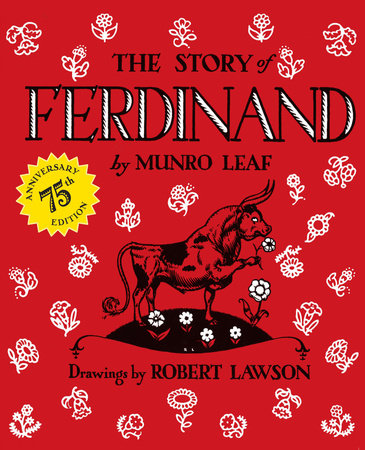 THE STORY of
FERDINAND
by MUNRO LEAF
ANNIVERSARY
75th
EDITION
R L
Drawings by ROBERT LAWSON